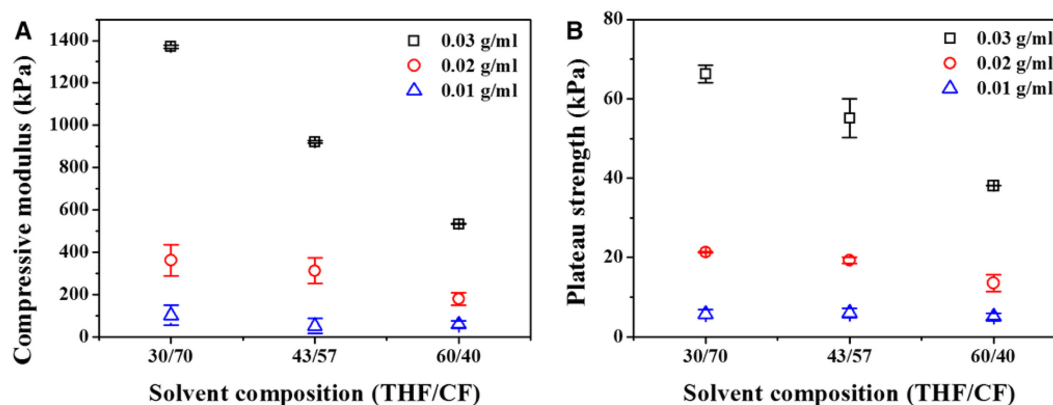 A
B
Compressive modulus (kPa)
1400
1200
1000
800
600
400
200
0
0.03 g/ml
0.02 g/ml
0.01 g/ml
30/70
43/57
60/40
Solvent composition (THF/CF)
Plateau strength (kPa)
80
60
40
20
0
0.03 g/ml
0.02 g/ml
0.01 g/ml
30/70
43/57
60/40
Solvent composition (THF/CF)